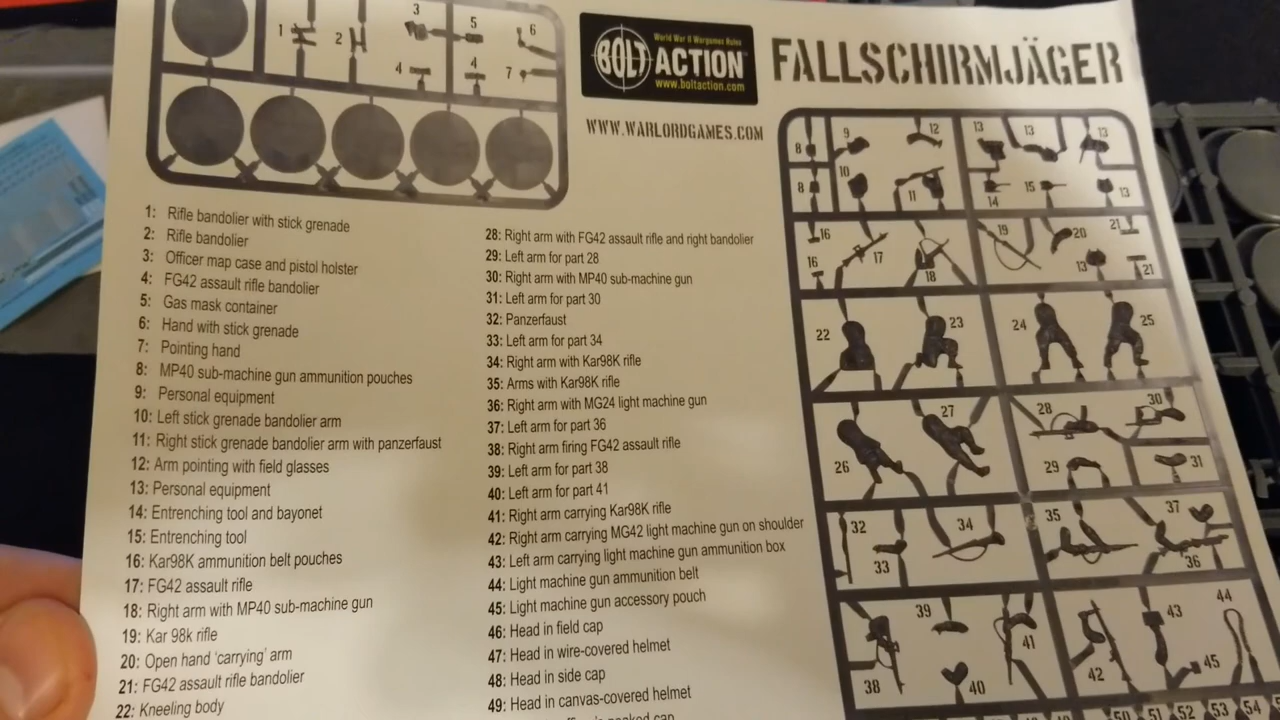 BOLT ACTION
World War II Wargames Rules
www.boltaction.com
FALLSCHIRMJÄGER
WWW.WARLORDGAMES.COM
1 2 3 4 5 4 6 7
1: Rifle bandolier with stick grenade
2: Rifle bandolier
3: Officer map case and pistol holster
4: FG42 assault rifle bandolier
5: Gas mask container
6: Hand with stick grenade
7: Pointing hand
8: MP40 sub-machine gun ammunition pouches
9: Personal equipment
10: Left stick grenade bandolier arm
11: Right stick grenade bandolier arm with panzerfaust
12: Arm pointing with field glasses
13: Personal equipment
14: Entrenching tool and bayonet
15: Entrenching tool
16: Kar98K ammunition belt pouches
17: FG42 assault rifle
18: Right arm with MP40 sub-machine gun
19: Kar 98k rifle
20: Open hand 'carrying' arm
21: FG42 assault rifle bandolier
22: Kneeling body
28: Right arm with FG42 assault rifle and right bandolier
29: Left arm for part 28
30: Right arm with MP40 sub-machine gun
31: Left arm for part 30
32: Panzerfaust
33: Left arm for part 34
34: Right arm with Kar98K rifle
35: Arms with Kar98K rifle
36: Right arm with MG24 light machine gun
37: Left arm for part 36
38: Right arm firing FG42 assault rifle
39: Left arm for part 38
40: Left arm for part 41
41: Right arm carrying Kar98K rifle
42: Right arm carrying MG42 light machine gun on shoulder
43: Left arm carrying light machine gun ammunition box
44: Light machine gun ammunition belt
45: Light machine gun accessory pouch
46: Head in field cap
47: Head in wire-covered helmet
48: Head in side cap
49: Head in canvas-covered helmet
8 9 12 13 13 13
8 10 11 14 15 13
16 16 17 18 19 20 21 13 21
22 23 24 25
26 27 28 30 29 31
32 33 34 35 37 36
38 39 40 41 42 43 44 45
50 51 52 53 54